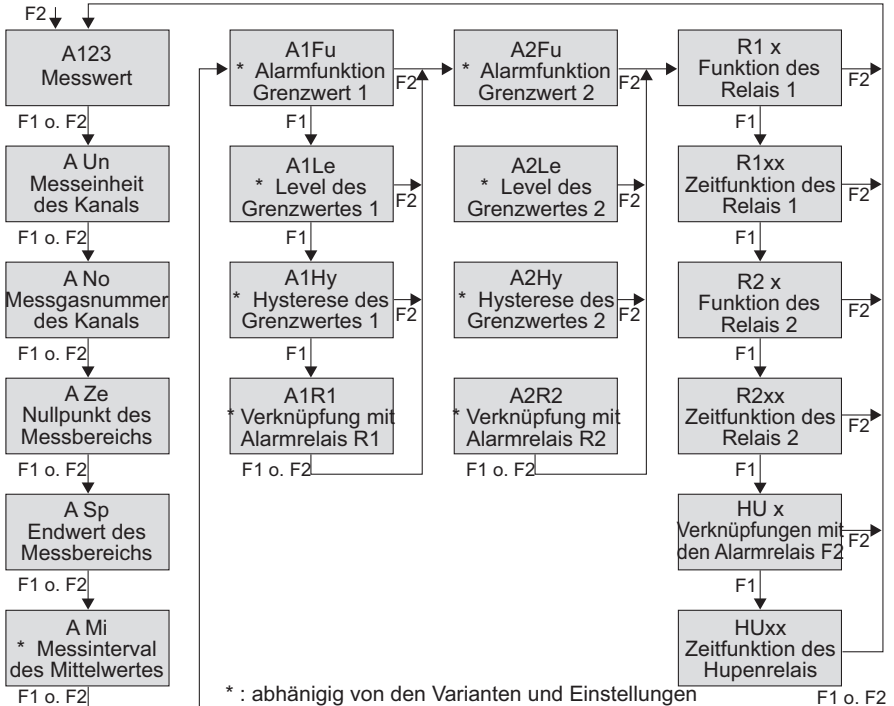 F2
A123
Messwert
F1 o. F2
A Un
Messeinheit
des Kanals
F1 o. F2
A No
Messgasnummer
des Kanals
F1 o. F2
A Ze
Nullpunkt des
Messbereichs
F1 o. F2
A Sp
Endwert des
Messbereichs
F1 o. F2
A Mi
* Messinterval
des Mittelwertes
F1 o. F2
A1Fu
* Alarmfunktion
Grenzwert 1
F2
F1
A1Le
* Level des
Grenzwertes 1
F2
F1
A1Hy
* Hysterese des
Grenzwertes 1
F2
F1
A1R1
* Verknüpfung mit
Alarmrelais R1
F1 o. F2
A2Fu
* Alarmfunktion
Grenzwert 2
F2
A2Le
* Level des
Grenzwertes 2
F2
A2Hy
* Hysterese des
Grenzwertes 2
F2
A2R2
* Verknüpfung mit
Alarmrelais R2
F1 o. F2
R1 x
Funktion des
Relais 1
F2
F1
R1xx
Zeitfunktion des
Relais 1
F2
F1
R2 x
Funktion des
Relais 2
F2
F1
R2xx
Zeitfunktion des
Relais 2
F2
F1
HU x
Verknüpfungen mit
den Alarmrelais F2
F2
F1
HUxx
Zeitfunktion des
Hupenrelais
F1 o. F2
* : abhänigig von den Varianten und Einstellungen